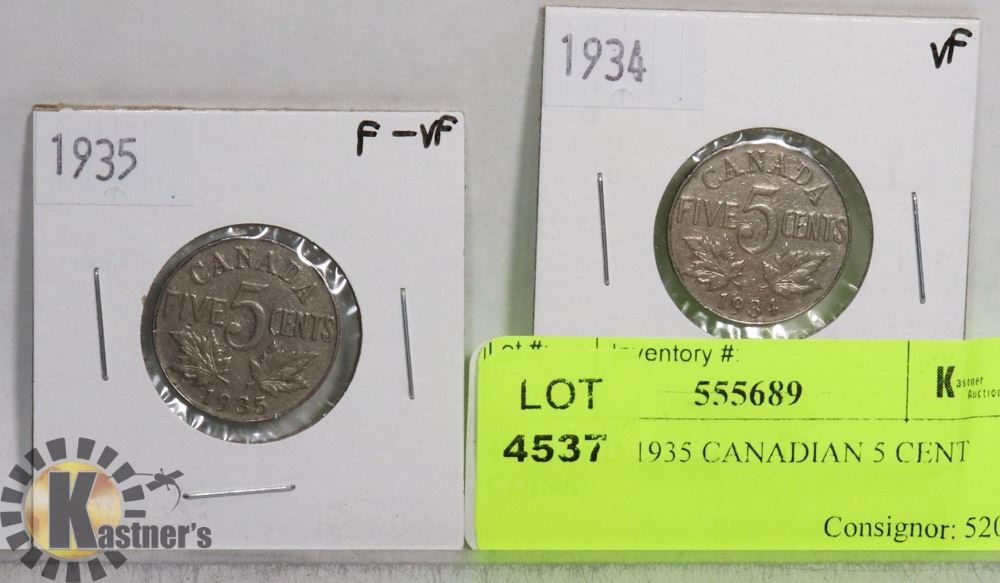 1935
F - VF
CANADA
FIVE 5 CENTS
1935
1934
VF
CANADA
FIVE 5 CENTS
1934
Lot #:
Inventory #:
LOT
4537
555689
Kastner
Auction
1935 CANADIAN 5 CENT
COINS
Consignor: 520
Kastner's